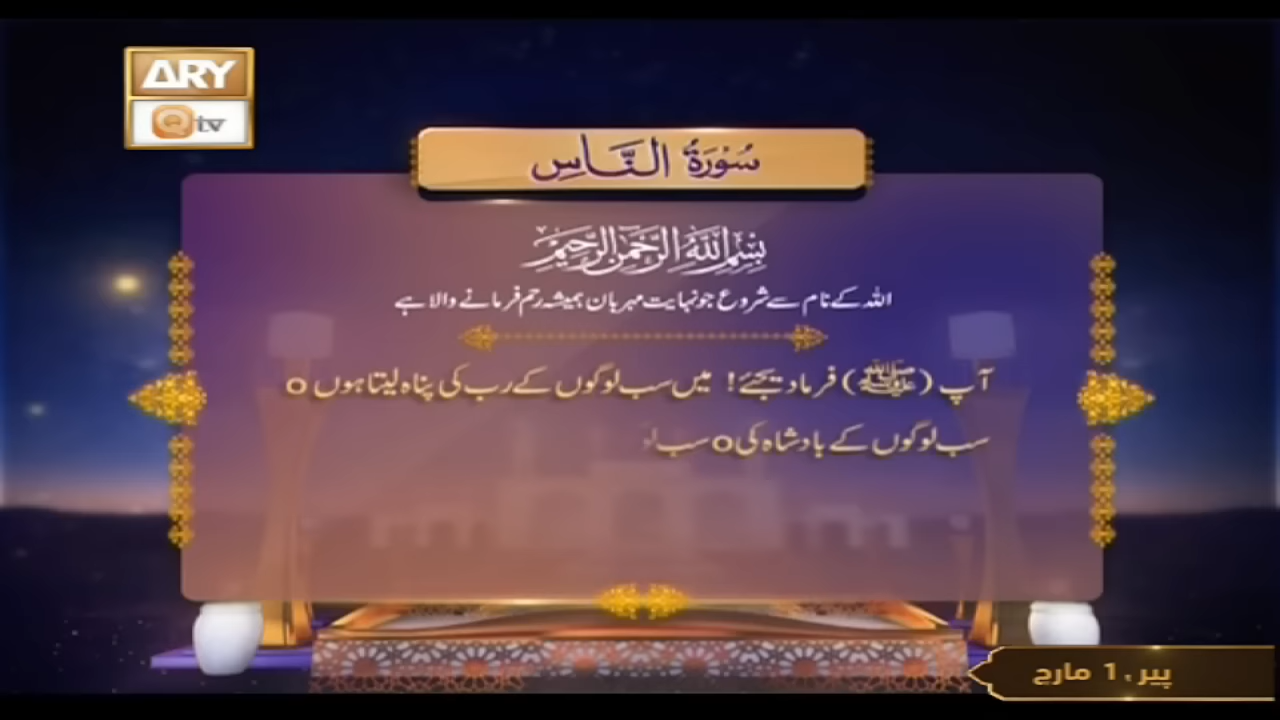 ARY
Qtv
سُوْرَةُ النَّاسِ
بِسْمِ اللّٰهِ الرَّحْمٰنِ الرَّحِيْمِ
اللہ کے نام سے شروع جو نہایت مہربان ہمیشہ رحم فرمانے والا ہے
آپ (ﷺ) فرما دیجئے! میں سب لوگوں کے رب کی پناہ لیتا ہوں o
سب لوگوں کے بادشاہ کی o سب
پیر، 1 مارچ